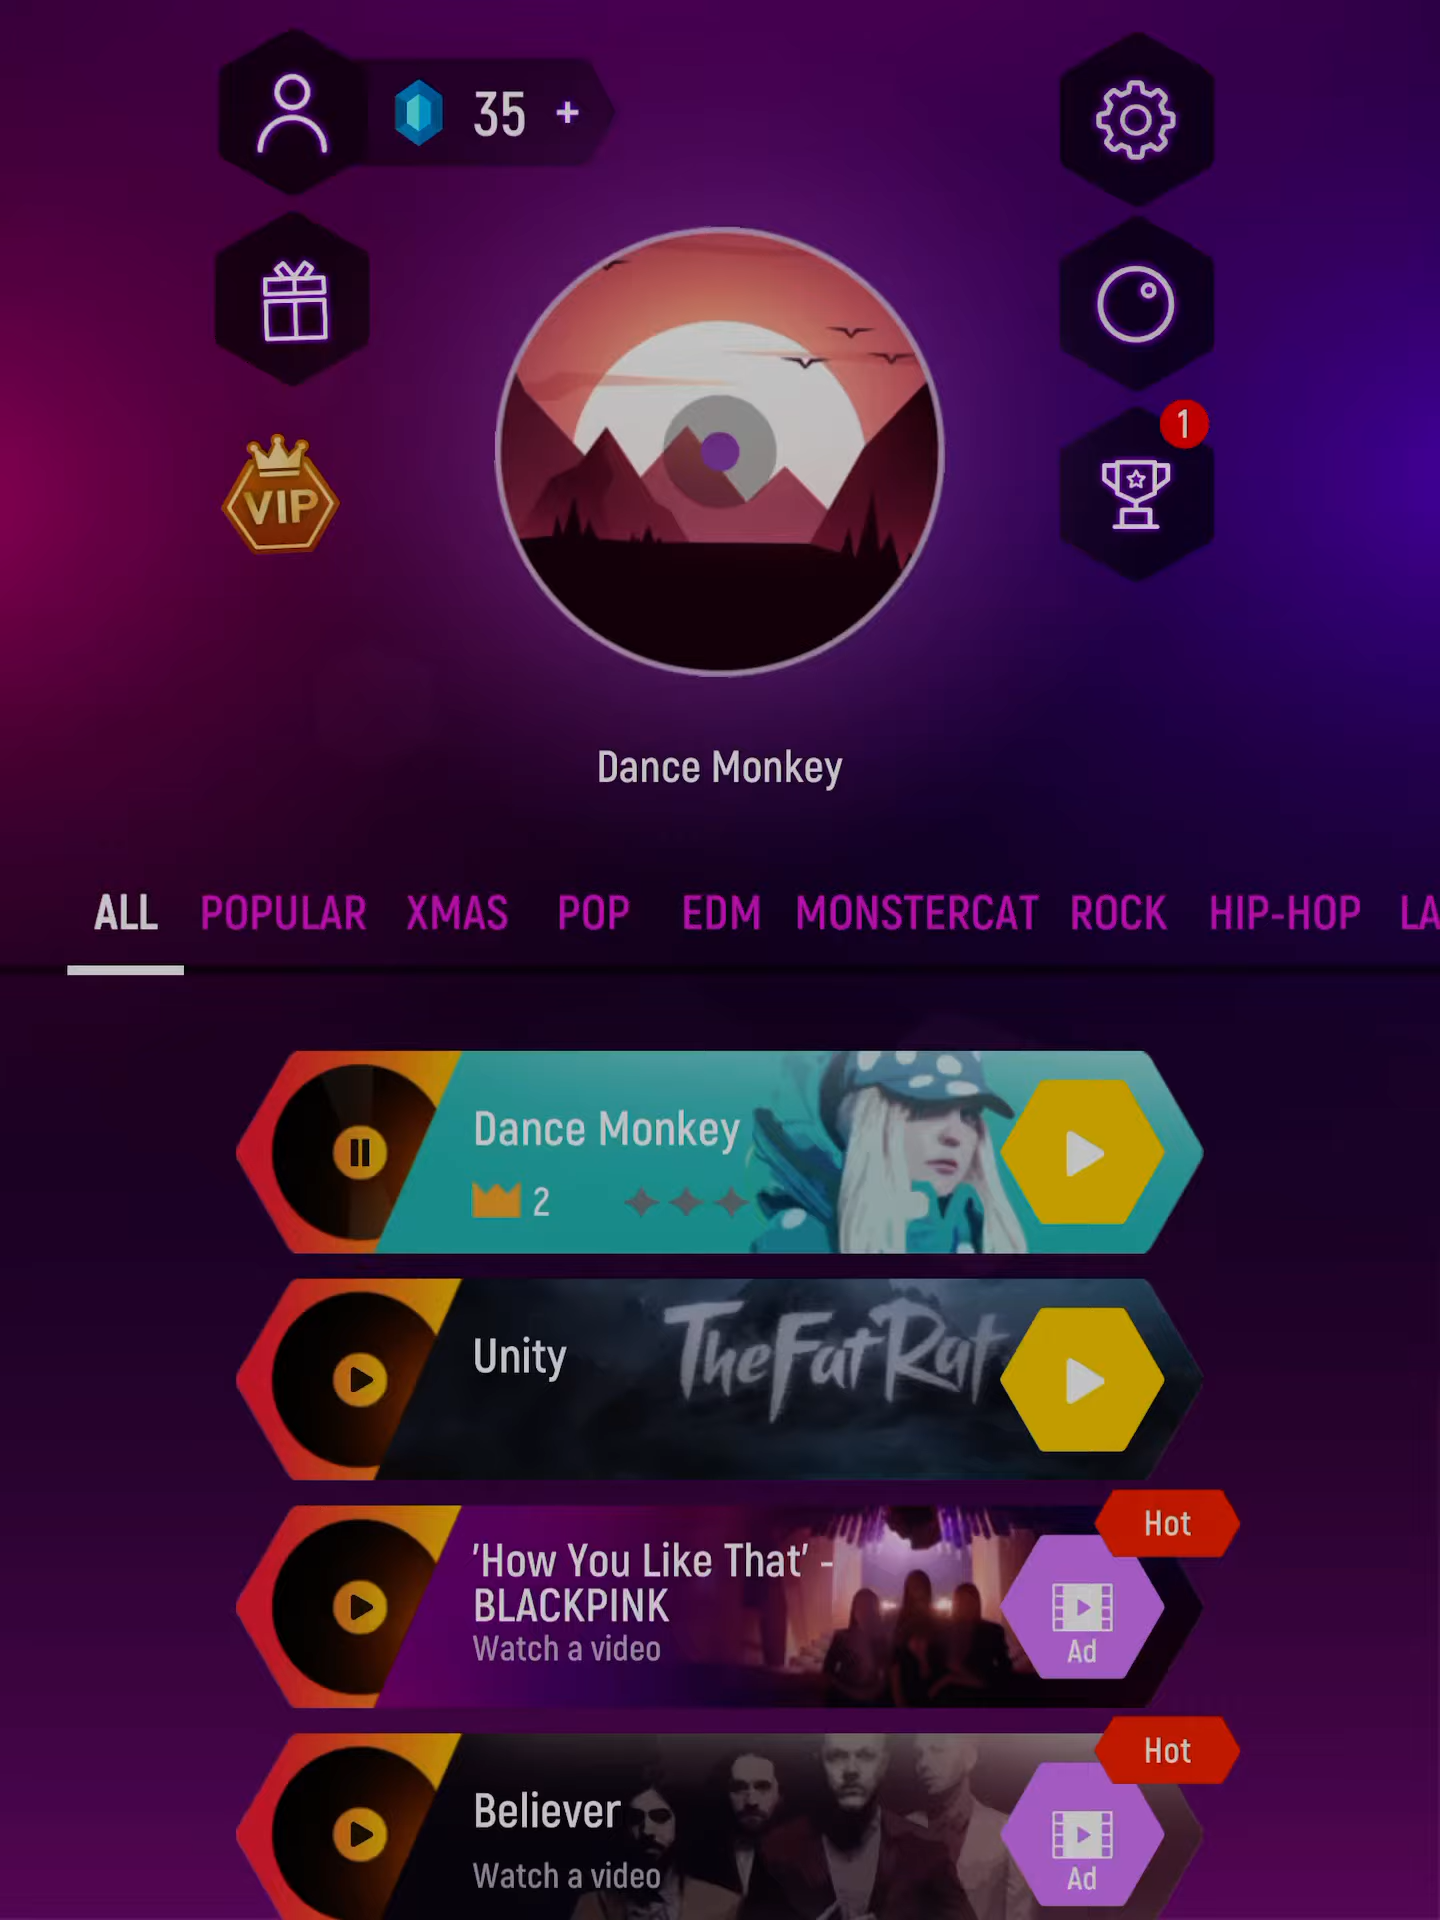 35 +
VIP
1
Dance Monkey
ALL POPULAR XMAS POP EDM MONSTERCAT ROCK HIP-HOP LA
Dance Monkey
2
Unity
TheFatRat
Hot
'How You Like That' -
BLACKPINK
Watch a video
Ad
Hot
Believer
Watch a video
Ad